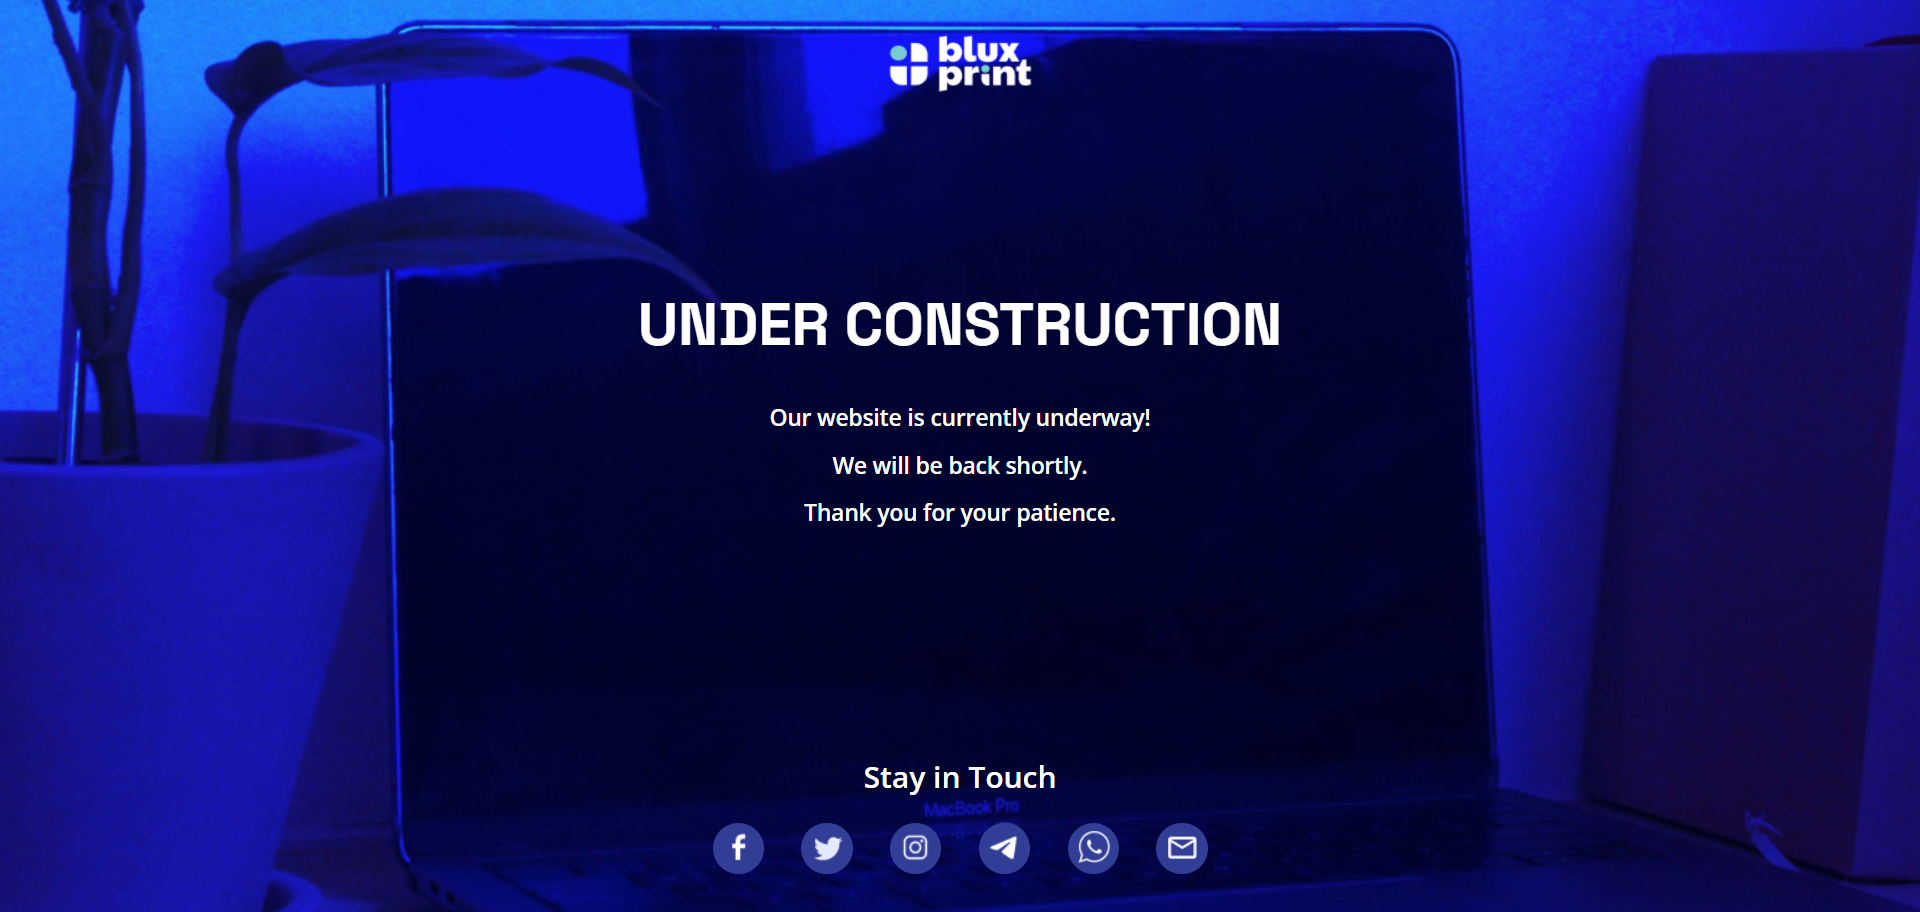 blux
print
UNDER CONSTRUCTION
Our website is currently underway!
We will be back shortly.
Thank you for your patience.
Stay in Touch
MacBook Pro